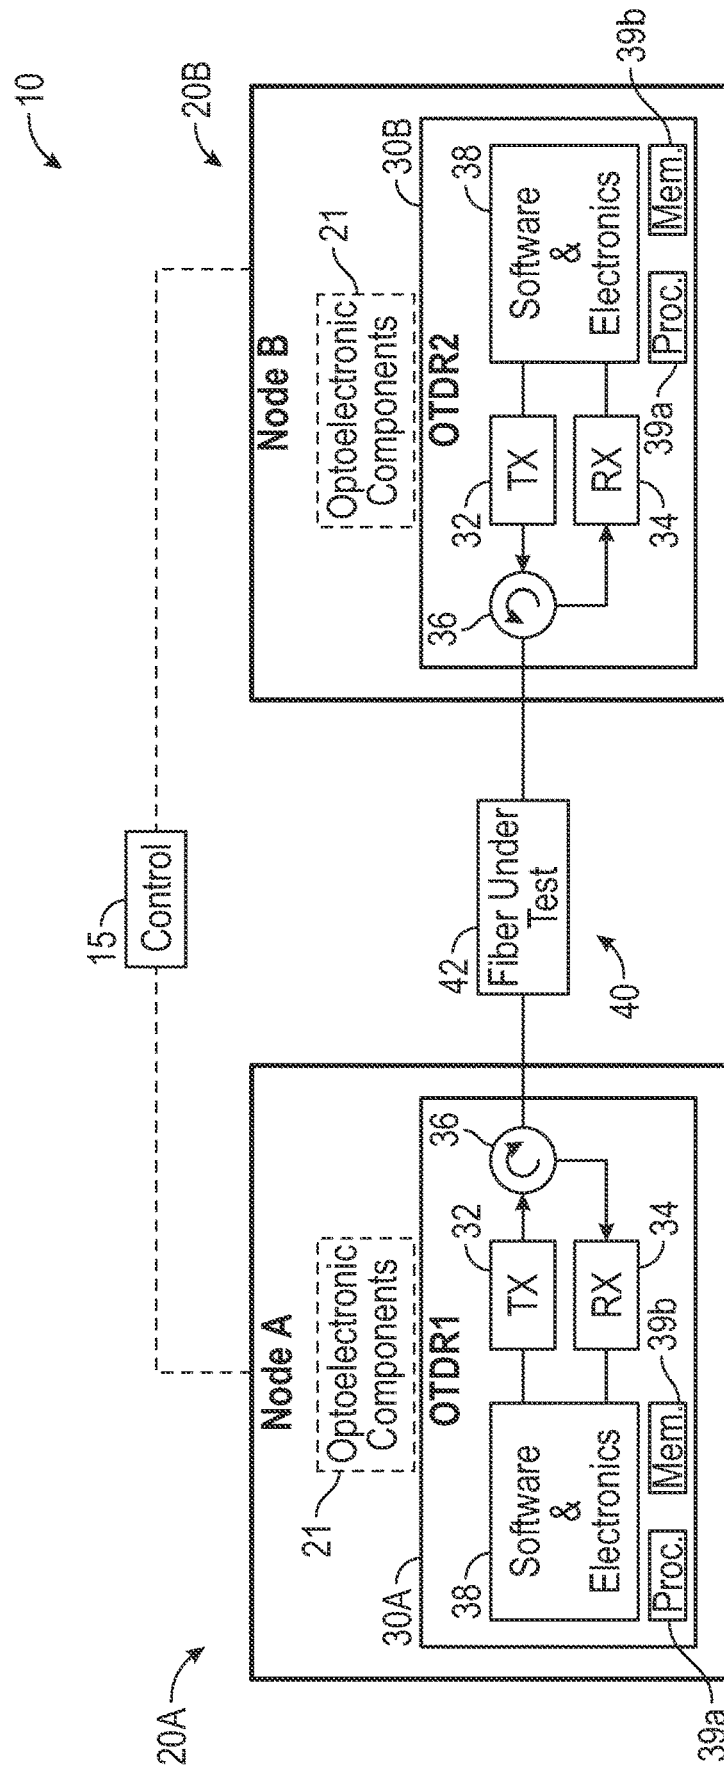 10
15
Control
20A
20B
Node A
Node B
21
Optoelectronic
Components
Optoelectronic
Components
21
30A
OTDR1
OTDR2
30B
38
Software
&
Electronics
32
TX
36
42
Fiber Under
Test
36
32
TX
38
Software
&
Electronics
RX
34
RX
34
40
39a
Proc.
Mem.
39b
39a
Proc.
Mem.
39b